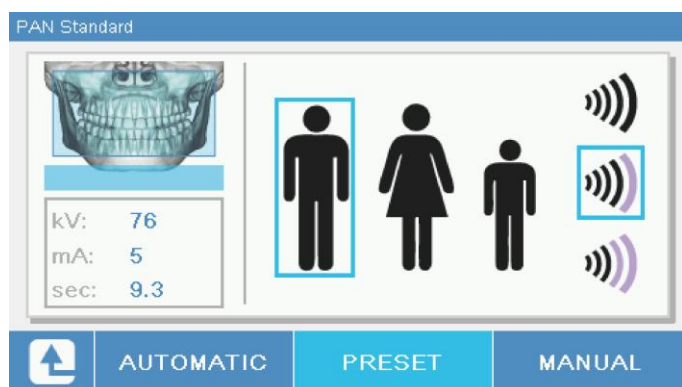 PAN Standard
kV: 76
mA: 5
sec: 9.3
AUTOMATIC PRESET MANUAL